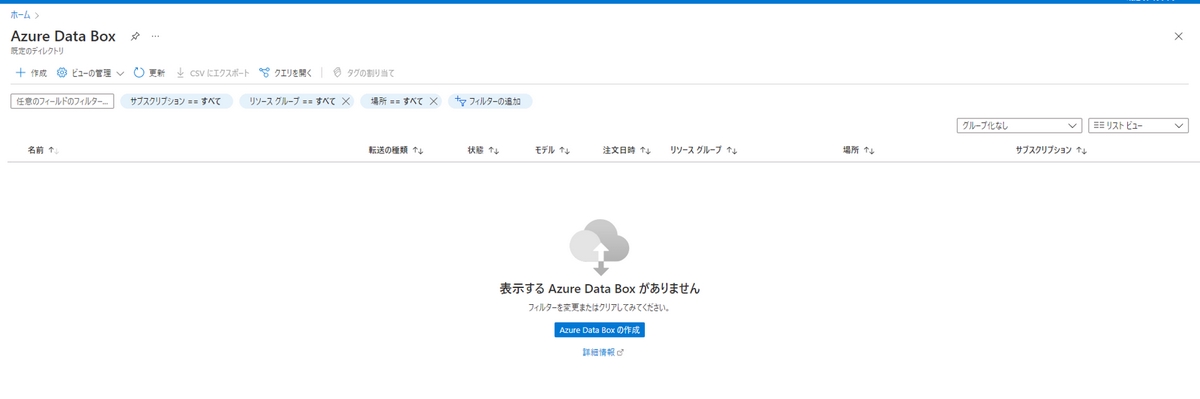 ホーム
Azure Data Box
既定のディレクトリ
作成 ビューの管理 更新 CSV にエクスポート クエリを開く タグの割り当て
任意のフィールドのフィルター... サブスクリプション == すべて リソース グループ == すべて 場所 == すべて フィルターの追加
グループ化なし リスト ビュー
名前 転送の種類 状態 モデル 注文日時 リソース グループ 場所 サブスクリプション
表示する Azure Data Box がありません
フィルターを変更またはクリアしてみてください。
Azure Data Box の作成
詳細情報